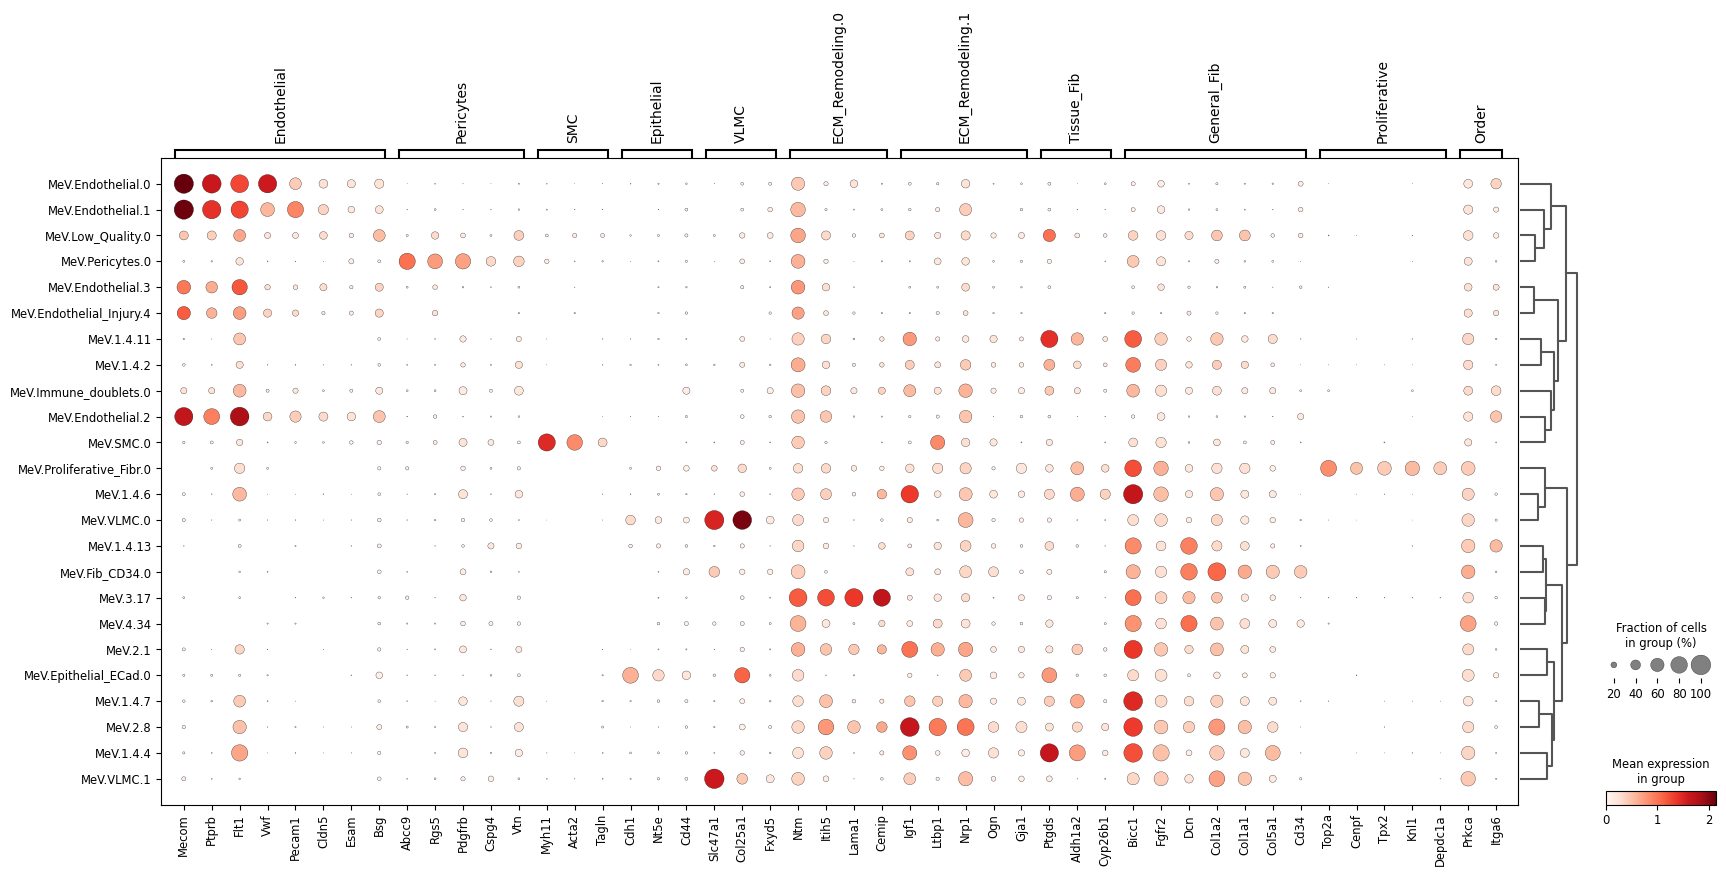 Endothelial
Pericytes
SMC
Epithelial
VLMC
ECM_Remodeling.0
ECM_Remodeling.1
Tissue_Fib
General_Fib
Proliferative
Order
MeV.Endothelial.0
MeV.Endothelial.1
MeV.Low_Quality.0
MeV.Pericytes.0
MeV.Endothelial.3
MeV.Endothelial_Injury.4
MeV.1.4.11
MeV.1.4.2
MeV.Immune_doublets.0
MeV.Endothelial.2
MeV.SMC.0
MeV.Proliferative_Fibr.0
MeV.1.4.6
MeV.VLMC.0
MeV.1.4.13
MeV.Fib_CD34.0
MeV.3.17
MeV.4.34
MeV.2.1
MeV.Epithelial_ECad.0
MeV.1.4.7
MeV.2.8
MeV.1.4.4
MeV.VLMC.1
Mecom
Ptprb
Flt1
Vwf
Pecam1
Cldn5
Esam
Bsg
Abcc9
Rgs5
Pdgfrb
Cspg4
Vtn
Myh11
Acta2
Tagln
Cdh1
Nt5e
Cd44
Slc47a1
Col25a1
Fxyd5
Ntm
Itih5
Lama1
Cemip
Igf1
Ltbp1
Nrp1
Ogn
Gja1
Ptgds
Aldh1a2
Cyp26b1
Bicc1
Fgfr2
Dcn
Col1a2
Col1a1
Col5a1
Cd34
Top2a
Cenpf
Tpx2
Knl1
Depdc1a
Prkca
Itga6
Fraction of cells
in group (%)
20 40 60 80 100
Mean expression
in group
0 1 2